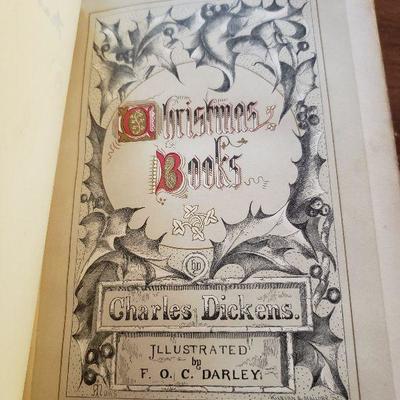 Christmas
Books
by
Charles Dickens.
ILLUSTRATED
by
F. O. C. DARLEY.